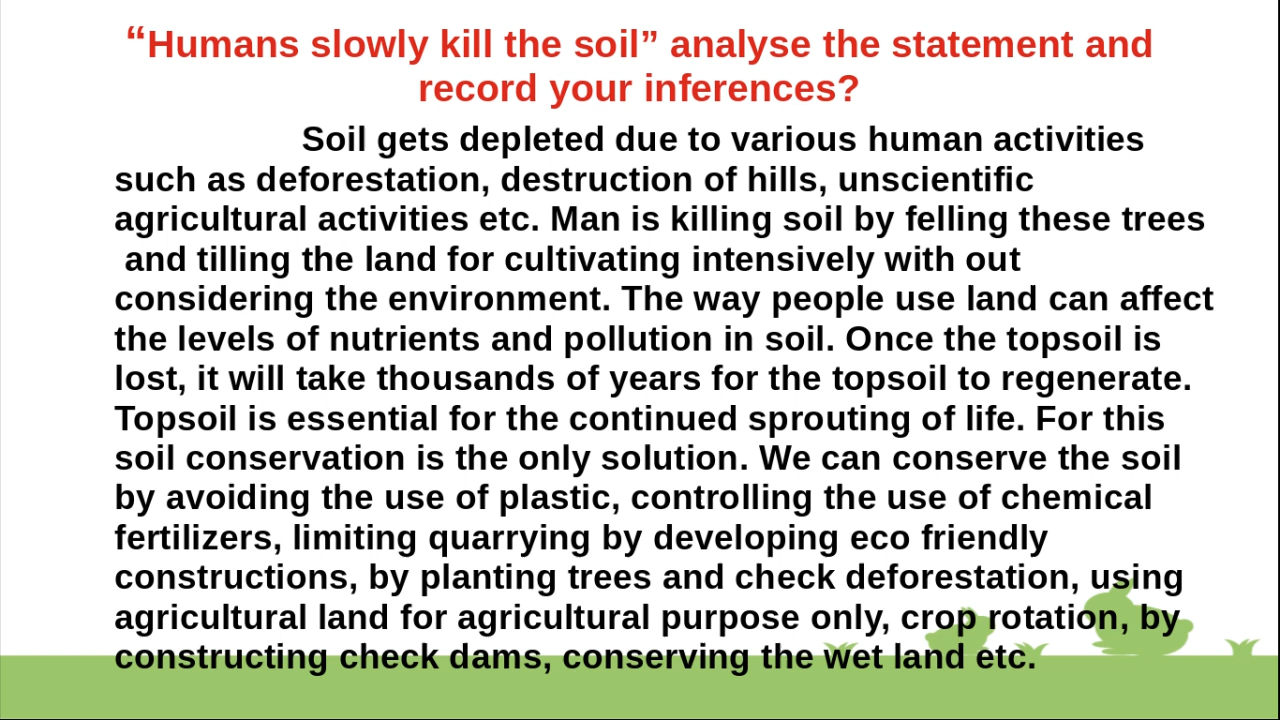 “Humans slowly kill the soil” analyse the statement and
record your inferences?
Soil gets depleted due to various human activities
such as deforestation, destruction of hills, unscientific
agricultural activities etc. Man is killing soil by felling these trees
and tilling the land for cultivating intensively with out
considering the environment. The way people use land can affect
the levels of nutrients and pollution in soil. Once the topsoil is
lost, it will take thousands of years for the topsoil to regenerate.
Topsoil is essential for the continued sprouting of life. For this
soil conservation is the only solution. We can conserve the soil
by avoiding the use of plastic, controlling the use of chemical
fertilizers, limiting quarrying by developing eco friendly
constructions, by planting trees and check deforestation, using
agricultural land for agricultural purpose only, crop rotation, by
constructing check dams, conserving the wet land etc.